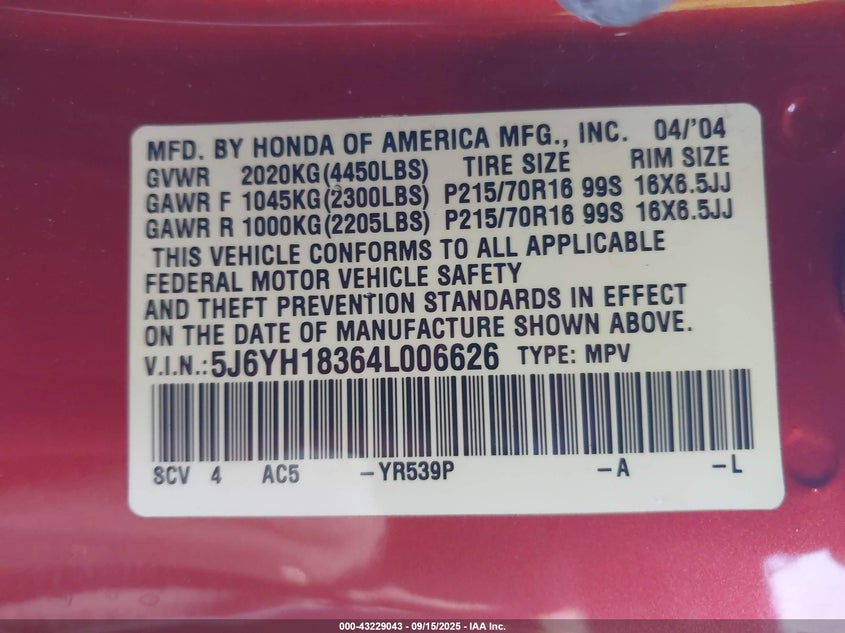 MFD. BY HONDA OF AMERICA MFG., INC. 04/'04
GVWR 2020KG(4450LBS) TIRE SIZE RIM SIZE
GAWR F 1045KG(2300LBS) P215/70R16 99S 16X6.5JJ
GAWR R 1000KG(2205LBS) P215/70R16 99S 16X6.5JJ
THIS VEHICLE CONFORMS TO ALL APPLICABLE
FEDERAL MOTOR VEHICLE SAFETY
AND THEFT PREVENTION STANDARDS IN EFFECT
ON THE DATE OF MANUFACTURE SHOWN ABOVE.
V.I.N.: 5J6YH18364L006626 TYPE: MPV
SCV 4 AC5 -YR539P -A -L
000-43229043 - 09/15/2025 - IAA Inc.